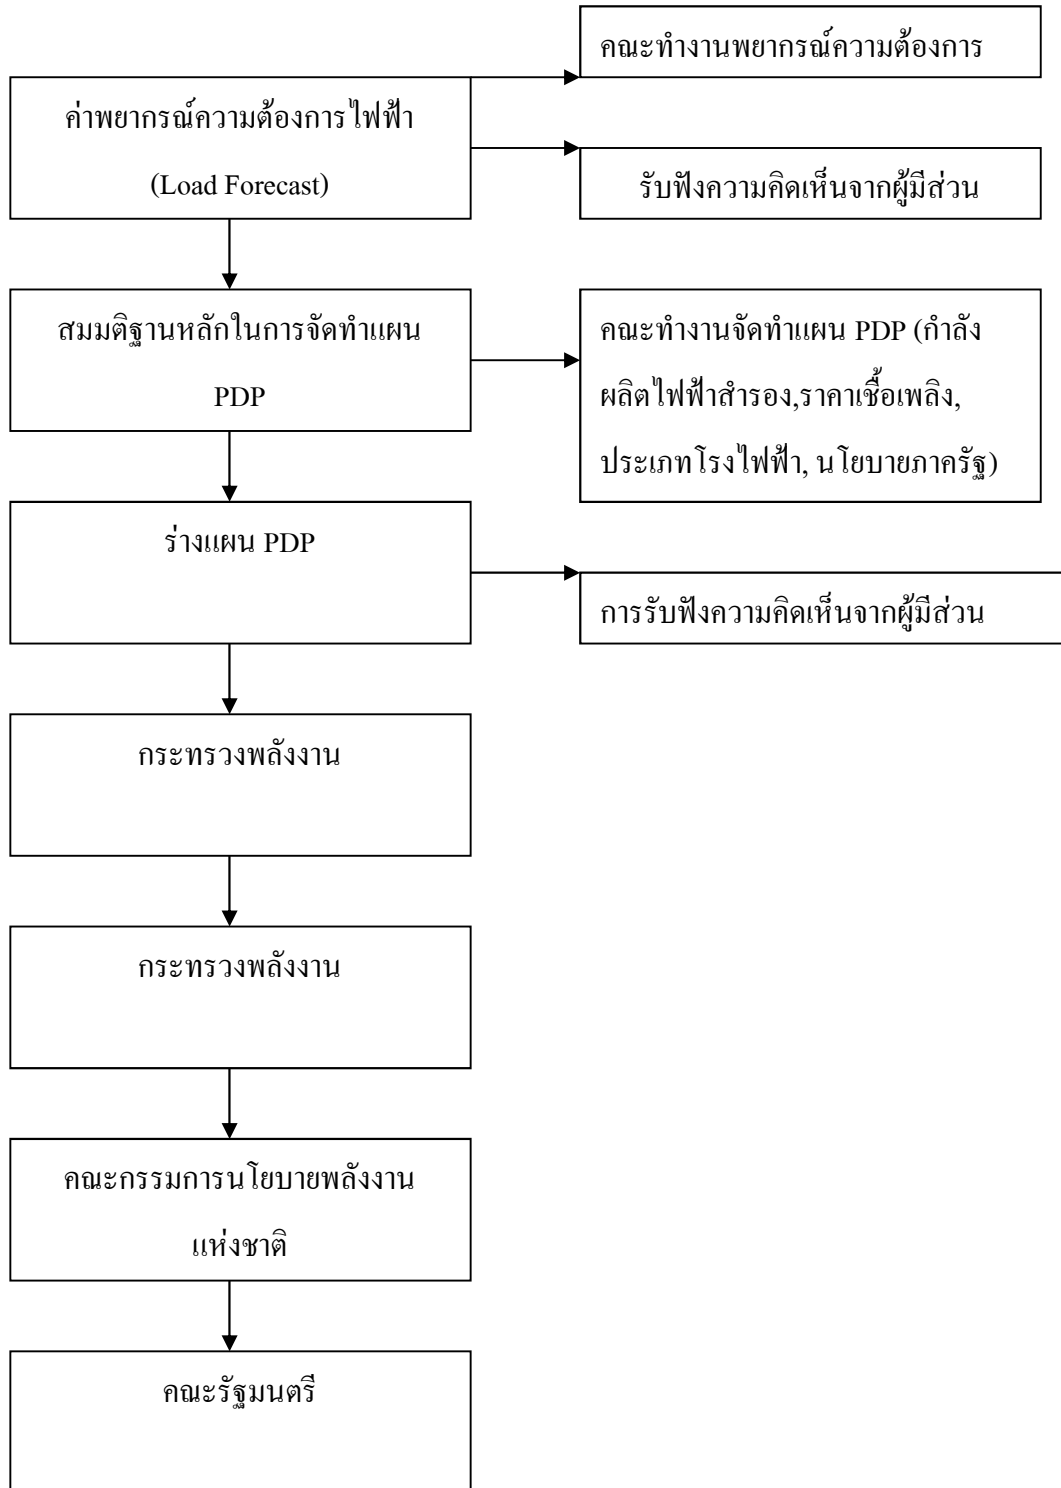 คณะทำงานพยากรณ์ความต้องการ
ค่าพยากรณ์ความต้องการไฟฟ้า
(Load Forecast)
รับฟังความคิดเห็นจากผู้มีส่วน
สมมติฐานหลักในการจัดทำแผน
PDP
คณะทำงานจัดทำแผน PDP (กำลัง
ผลิตไฟฟ้าสำรอง,ราคาเชื้อเพลิง,
ประเภทโรงไฟฟ้า, นโยบายภาครัฐ)
ร่างแผน PDP
การรับฟังความคิดเห็นจากผู้มีส่วน
กระทรวงพลังงาน
กระทรวงพลังงาน
คณะกรรมการนโยบายพลังงาน
แห่งชาติ
คณะรัฐมนตรี